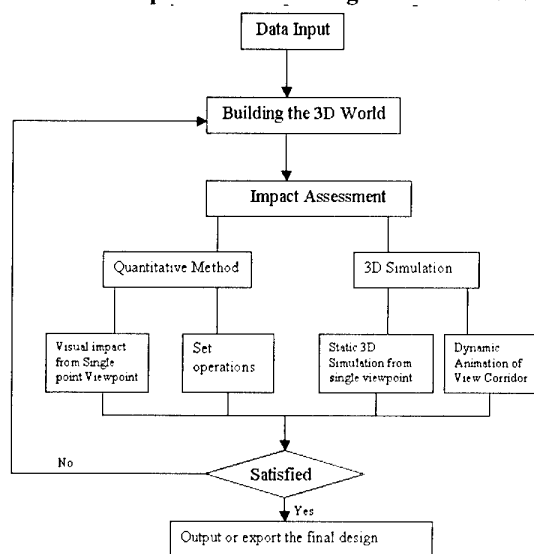 Data Input
Building the 3D World
Impact Assessment
Quantitative Method
3D Simulation
Visual impact
from Single
point Viewpoint
Set
operations
Static 3D
Simulation from
single viewpoint
Dynamic
Animation of
View Corridor
No
Satisfied
Yes
Output or export the final design